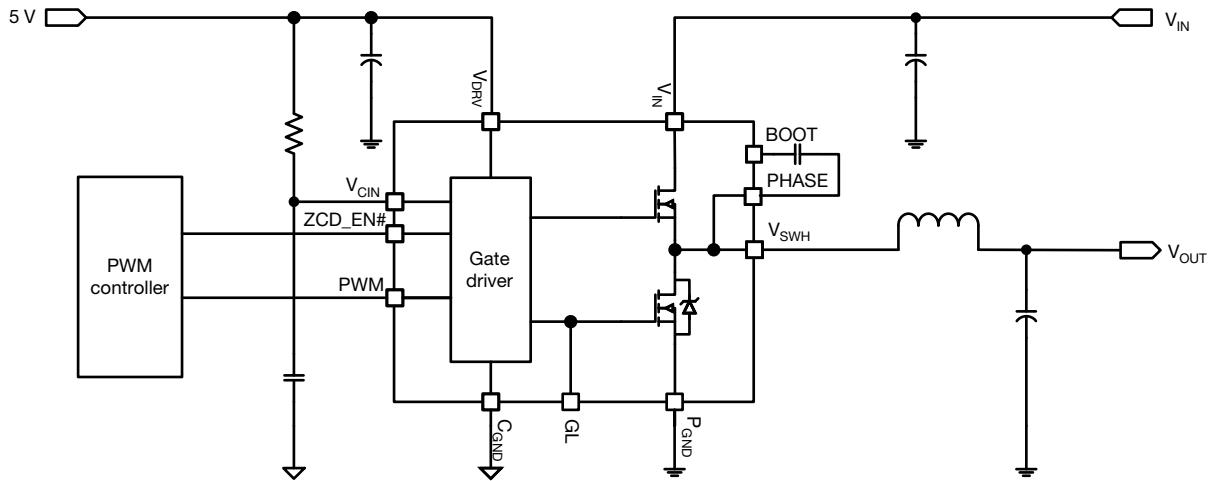 5 V
V_IN
V_DRV
V_IN
BOOT
PHASE
V_CIN
ZCD_EN#
V_SWH
V_OUT
PWM
controller
Gate
driver
PWM
C_GND
GL
P_GND